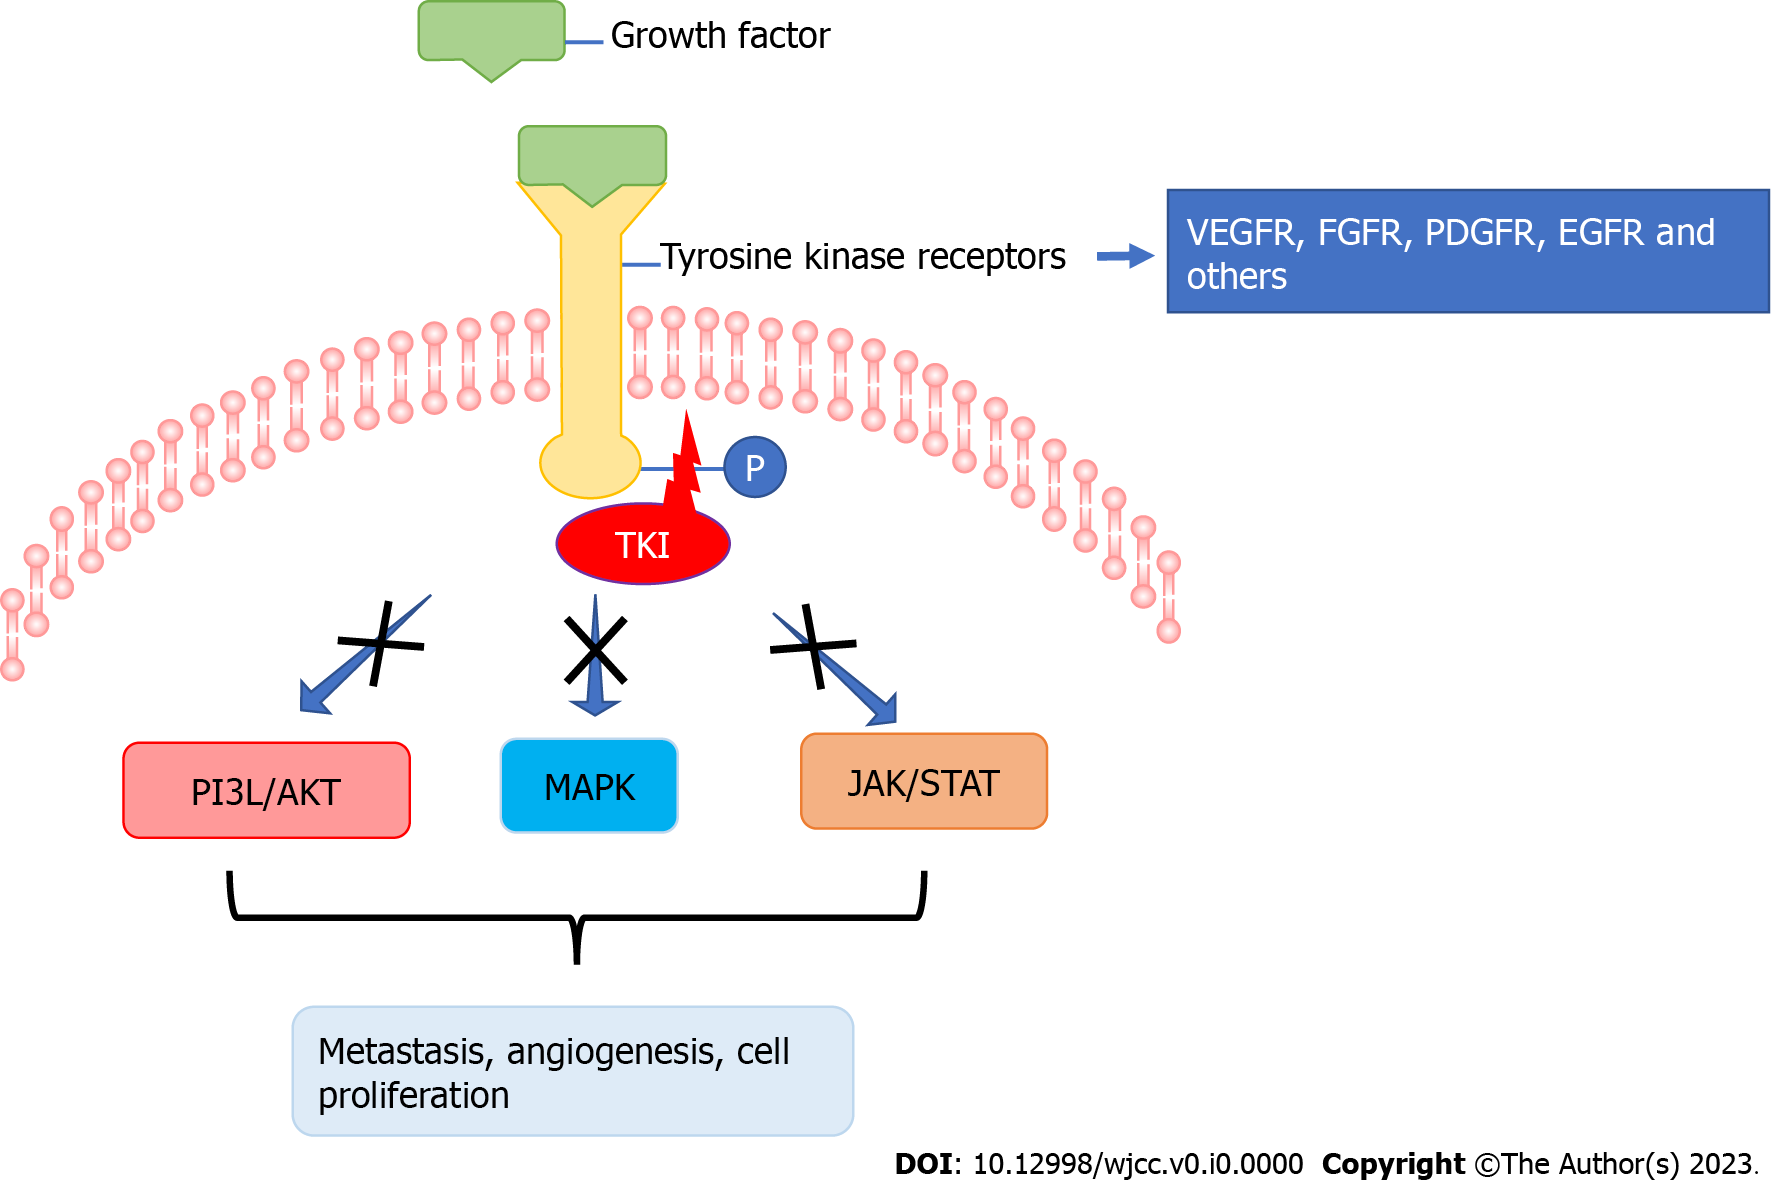 Growth factor
Tyrosine kinase receptors
VEGFR, FGFR, PDGFR, EGFR and
others
P
TKI
PI3L/AKT
MAPK
JAK/STAT
Metastasis, angiogenesis, cell
proliferation
DOI: 10.12998/wjcc.v0.i0.0000 Copyright ©The Author(s) 2023.